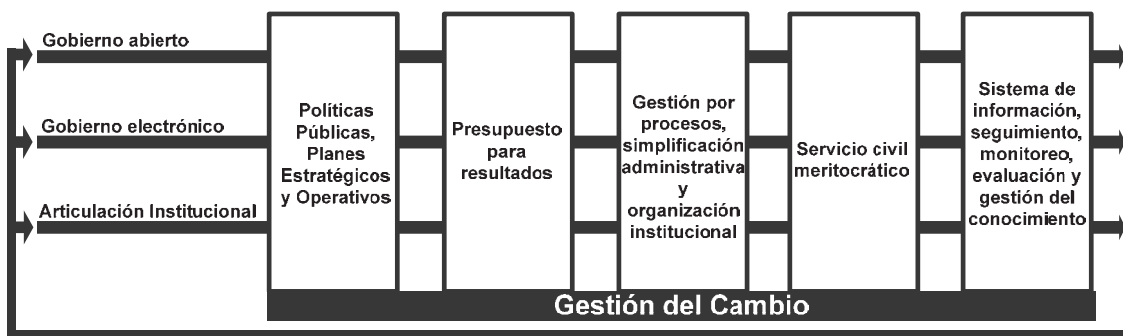 Gobierno abierto
Gobierno electrónico
Articulación Institucional
Políticas
Públicas,
Planes
Estratégicos
y Operativos
Presupuesto
para
resultados
Gestión por
procesos,
simplificación
administrativa
y
organización
institucional
Servicio civil
meritocrático
Sistema de
información,
seguimiento,
monitoreo,
evaluación y
gestión del
conocimiento
Gestión del Cambio